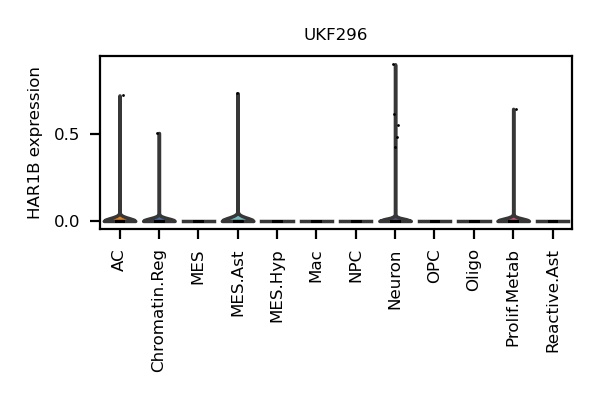 UKF296
HAR1B expression
0.5
0.0
AC
Chromatin.Reg
MES
MES.Ast
MES.Hyp
Mac
NPC
Neuron
OPC
Oligo
Prolif.Metab
Reactive.Ast